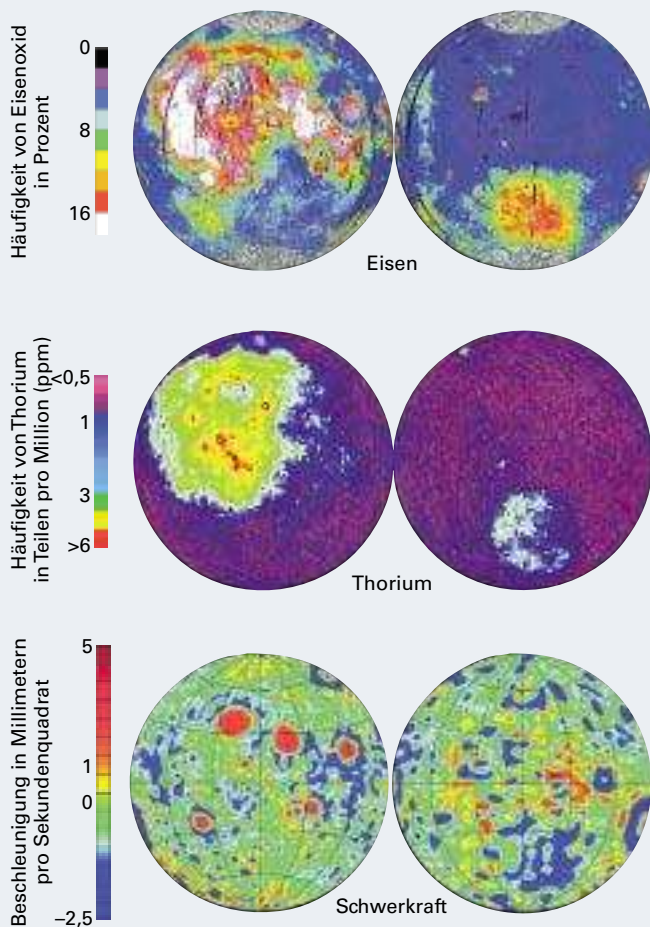 Häufigkeit von Eisenoxid
in Prozent
0
8
16
Eisen
Häufigkeit von Thorium
in Teilen pro Million (ppm)
<0,5
1
3
>6
Thorium
Beschleunigung in Millimetern
pro Sekundenquadrat
5
1
0
–2,5
Schwerkraft